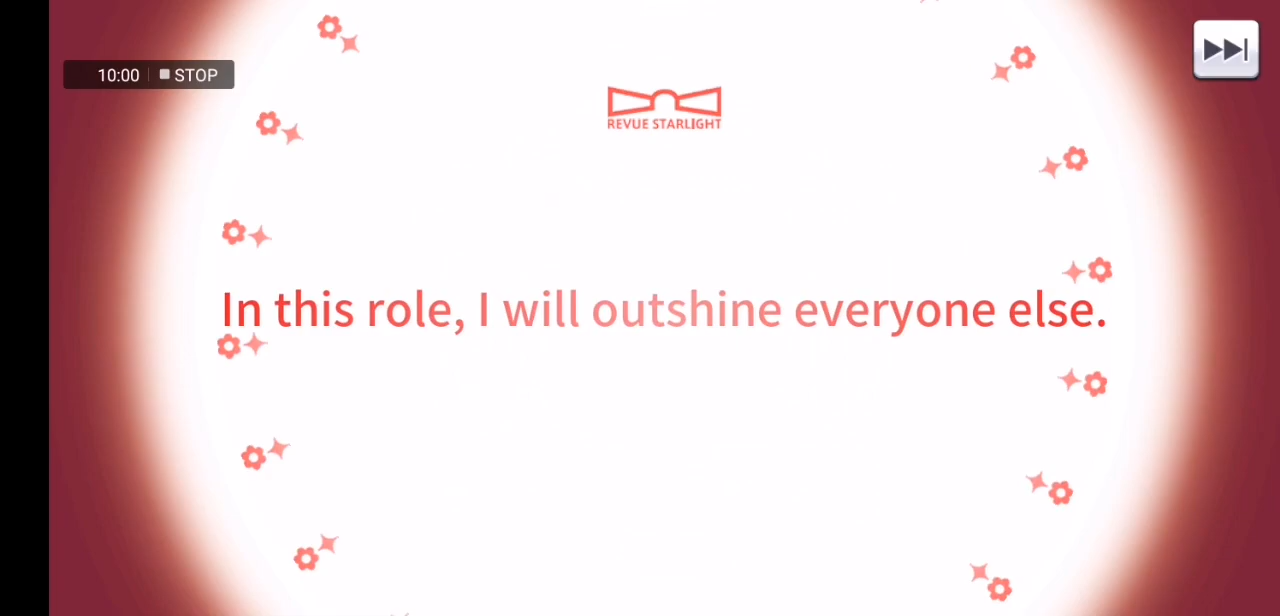 10:00 STOP
REVUE STARLIGHT
In this role, I will outshine everyone else.